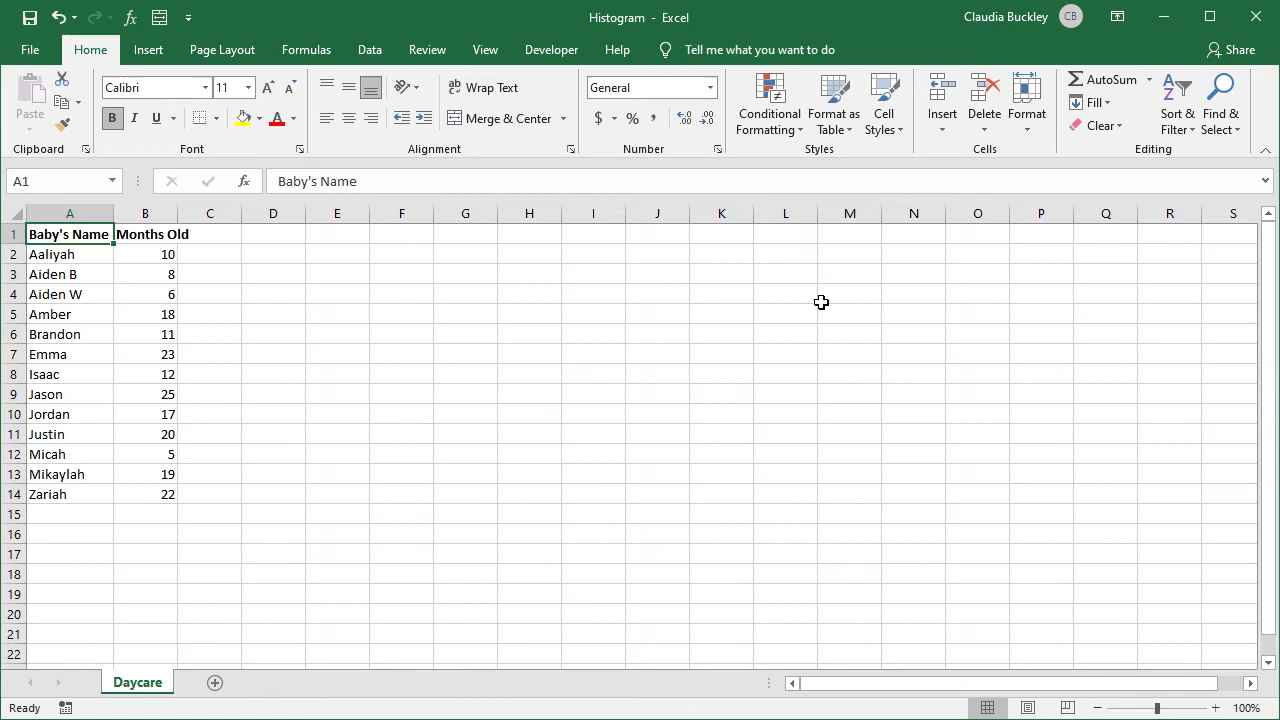 Histogram - Excel
Claudia Buckley CB
File Home Insert Page Layout Formulas Data Review View Developer Help Tell me what you want to do Share
Paste
Clipboard
Calibri 11
B I U
Font
Wrap Text
Merge & Center
Alignment
General
$ % ,
Number
Conditional Formatting
Format as Table
Cell Styles
Styles
Insert
Delete
Format
Cells
AutoSum
Fill
Clear
Sort & Filter
Find & Select
Editing
A1 fx Baby's Name
A B C D E F G H I J K L M N O P Q R S
1 Baby's Name Months Old
2 Aaliyah 10
3 Aiden B 8
4 Aiden W 6
5 Amber 18
6 Brandon 11
7 Emma 23
8 Isaac 12
9 Jason 25
10 Jordan 17
11 Justin 20
12 Micah 5
13 Mikaylah 19
14 Zariah 22
15
16
17
18
19
20
21
22
Daycare
Ready 100%